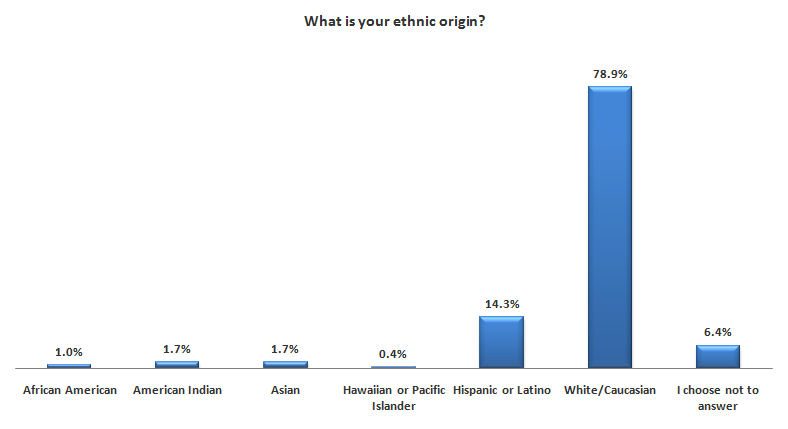 What is your ethnic origin?
78.9%
14.3%
6.4%
1.7%
1.7%
1.0%
0.4%
African American
American Indian
Asian
Hawaiian or Pacific
Islander
Hispanic or Latino
White/Caucasian
I choose not to
answer